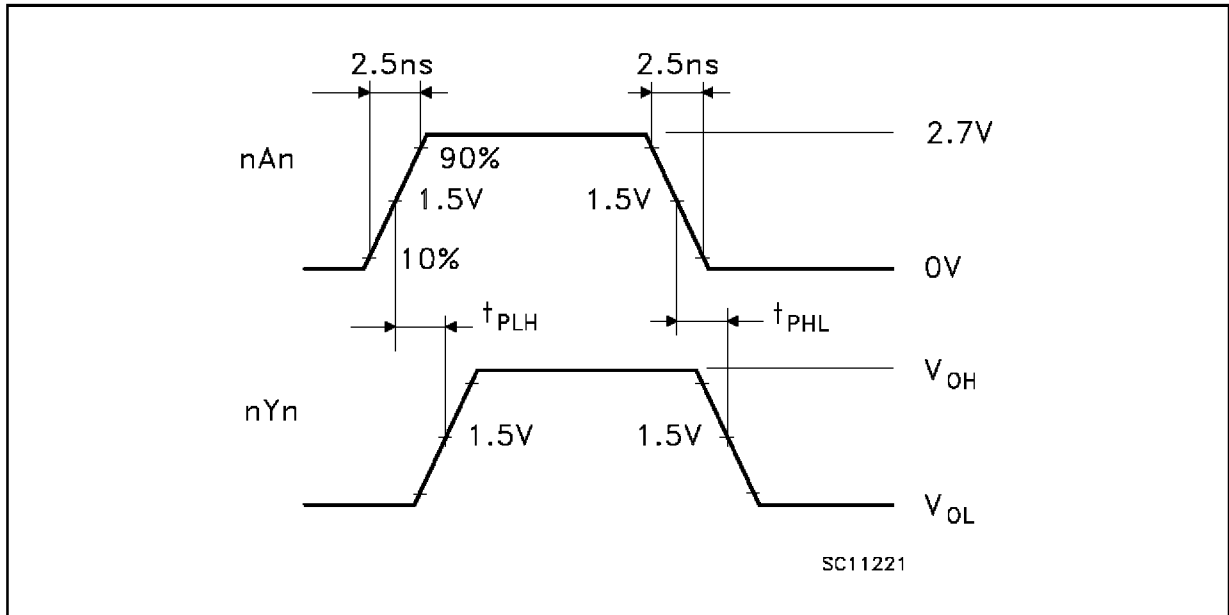 2.5ns 2.5ns
2.7V
nAn
90%
1.5V 1.5V
10%
0V
tPLH tPHL
VOH
nYn
1.5V 1.5V
VOL
SC11221